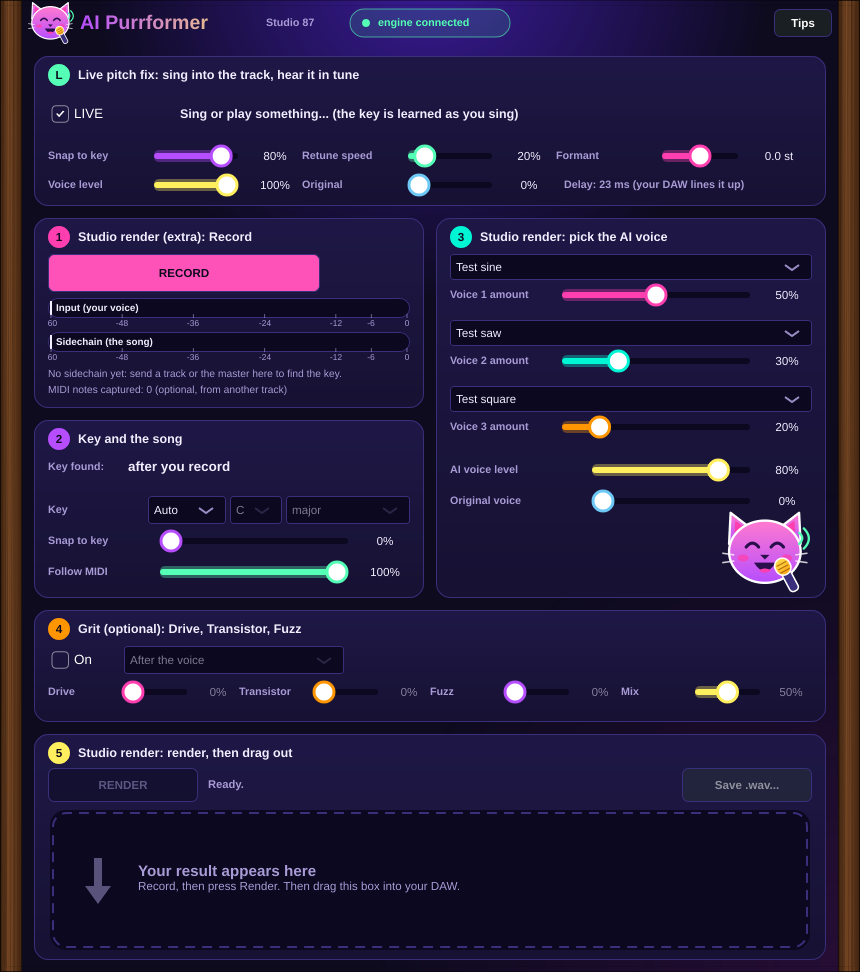 AI Purrformer
Studio 87
engine connected
Tips
L
Live pitch fix: sing into the track, hear it in tune
LIVE
Sing or play something... (the key is learned as you sing)
Snap to key 80% Retune speed 20% Formant 0.0 st
Voice level 100% Original 0% Delay: 23 ms (your DAW lines it up)
1 Studio render (extra): Record
RECORD
Input (your voice)
60 -48 -36 -24 -12 -6 0
Sidechain (the song)
60 -48 -36 -24 -12 -6 0
No sidechain yet: send a track or the master here to find the key.
MIDI notes captured: 0 (optional, from another track)
2 Key and the song
Key found: after you record
Key Auto C major
Snap to key 0%
Follow MIDI 100%
3 Studio render: pick the AI voice
Test sine
Voice 1 amount 50%
Test saw
Voice 2 amount 30%
Test square
Voice 3 amount 20%
AI voice level 80%
Original voice 0%
4 Grit (optional): Drive, Transistor, Fuzz
On After the voice
Drive 0% Transistor 0% Fuzz 0% Mix 50%
5 Studio render: render, then drag out
RENDER Ready. Save .wav...
Your result appears here
Record, then press Render. Then drag this box into your DAW.